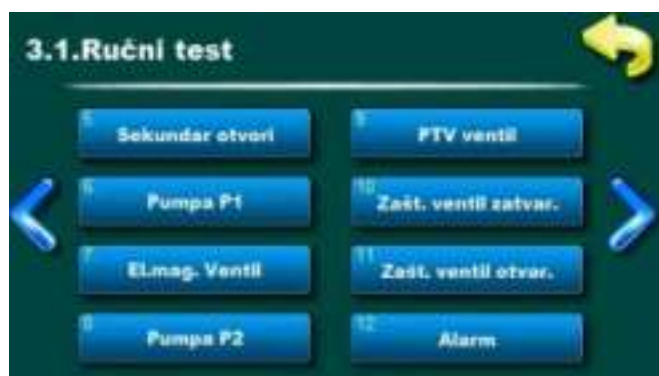 3.1.Ručni test
5
Sekundar otvori
6
Pumpa P1
7
El.mag. Ventil
8
Pumpa P2
9
PTV ventil
10
Zašt. ventil zatvar.
11
Zašt. ventil otvar.
12
Alarm